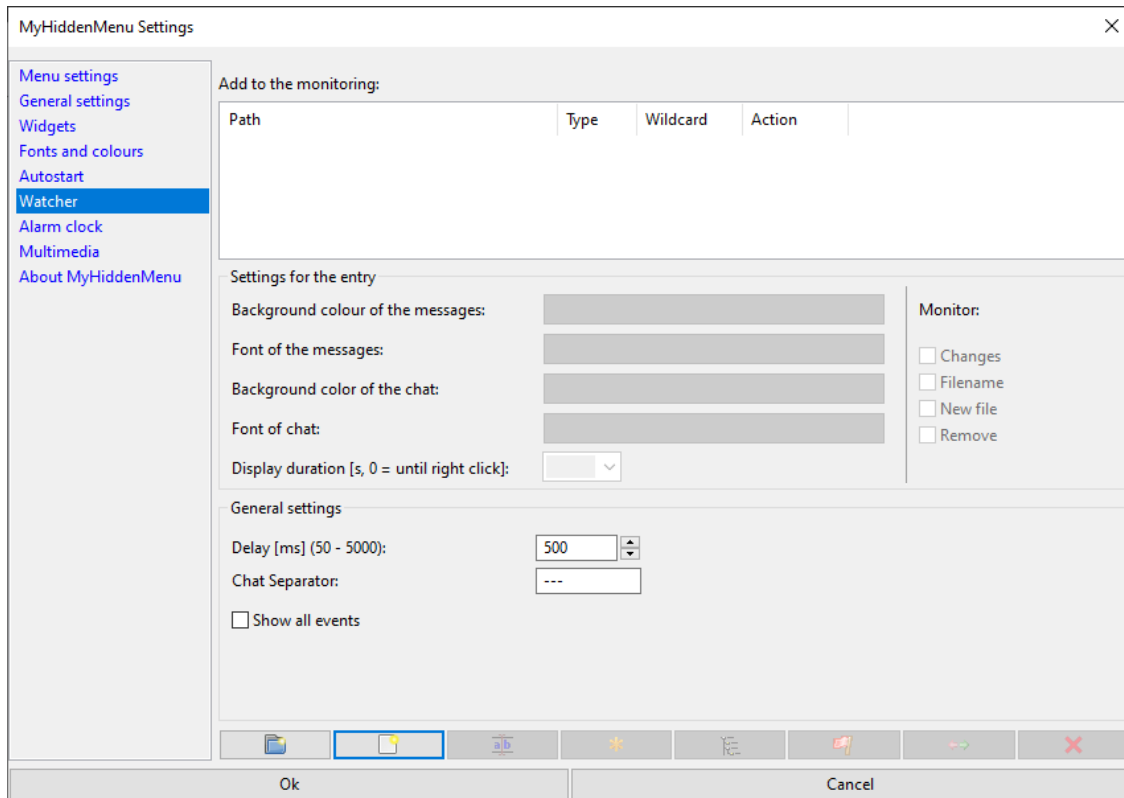 MyHiddenMenu Settings
Menu settings
General settings
Widgets
Fonts and colours
Autostart
Watcher
Alarm clock
Multimedia
About MyHiddenMenu
Add to the monitoring:
Path Type Wildcard Action
Settings for the entry
Background colour of the messages:
Font of the messages:
Background color of the chat:
Font of chat:
Display duration [s, 0 = until right click]:
Monitor:
Changes
Filename
New file
Remove
General settings
Delay [ms] (50 - 5000): 500
Chat Separator: ---
Show all events
a|b
Ok Cancel